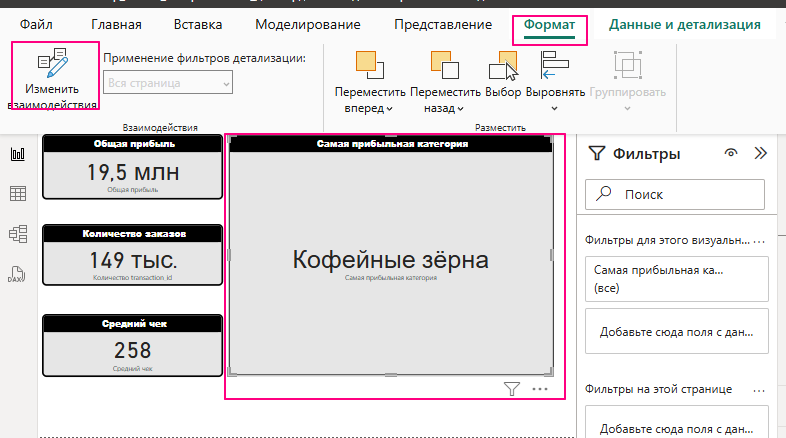 Файл Главная Вставка Моделирование Представление Формат Данные и детализация
Изменить взаимодействия
Применение фильтров детализации:
Вся страница
Взаимодействия
Переместить вперед
Переместить назад
Выбор
Выровнять
Группировать
Разместить
Общая прибыль
19,5 млн
Общая прибыль
Количество заказов
149 тыс.
Количество transaction_id
Средний чек
258
Средний чек
Самая прибыльная категория
Кофейные зёрна
Самая прибыльная категория
DAX
Фильтры
Поиск
Фильтры для этого визуальн... ...
Самая прибыльная ка...
(все)
Добавьте сюда поля с дан...
Фильтры на этой странице ...
Добавьте сюда поля с дан...